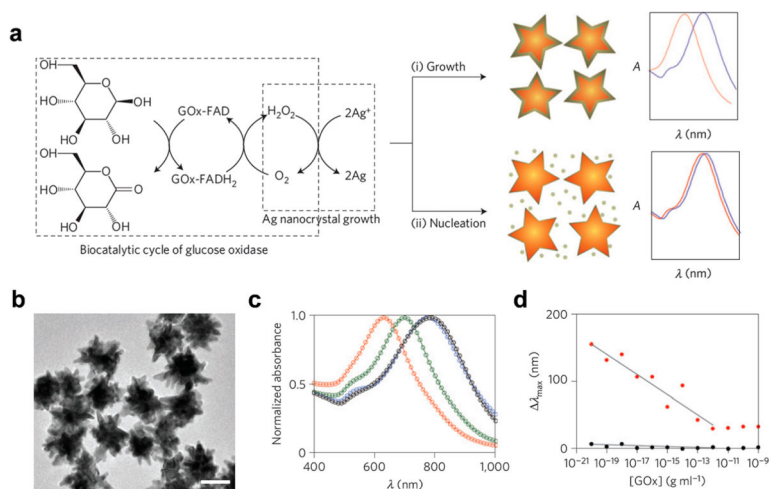 a
OH
OH
O
OH
HO
OH
GOx-FAD
H₂O₂
2Ag⁺
GOx-FADH₂
O₂
2Ag
OH
OH
O
O
HO
OH
Ag nanocrystal growth
Biocatalytic cycle of glucose oxidase
(i) Growth
A
λ (nm)
(ii) Nucleation
A
λ (nm)
b
c
Normalized absorbance
1.0
0.5
0
400 600 800 1,000
λ (nm)
d
Δλmax (nm)
200
100
0
10⁻²¹ 10⁻¹⁹ 10⁻¹⁷ 10⁻¹⁵ 10⁻¹³ 10⁻¹¹ 10⁻⁹
[GOx] (g ml⁻¹)